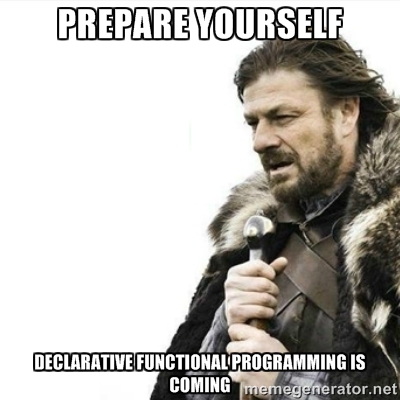 PREPARE YOURSELF
DECLARATIVE FUNCTIONAL PROGRAMMING IS
COMING
memegenerator.net